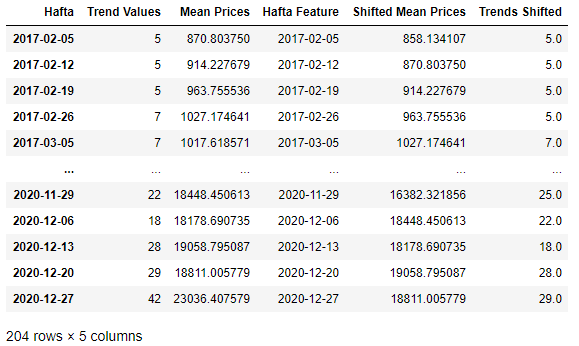 Hafta Trend Values Mean Prices Hafta Feature Shifted Mean Prices Trends Shifted
2017-02-05 5 870.803750 2017-02-05 858.134107 5.0
2017-02-12 5 914.227679 2017-02-12 870.803750 5.0
2017-02-19 5 963.755536 2017-02-19 914.227679 5.0
2017-02-26 7 1027.174641 2017-02-26 963.755536 5.0
2017-03-05 7 1017.618571 2017-03-05 1027.174641 7.0
... ... ... ... ... ...
2020-11-29 22 18448.450613 2020-11-29 16382.321856 25.0
2020-12-06 18 18178.690735 2020-12-06 18448.450613 22.0
2020-12-13 28 19058.795087 2020-12-13 18178.690735 18.0
2020-12-20 29 18811.005779 2020-12-20 19058.795087 28.0
2020-12-27 42 23036.407579 2020-12-27 18811.005779 29.0
204 rows × 5 columns